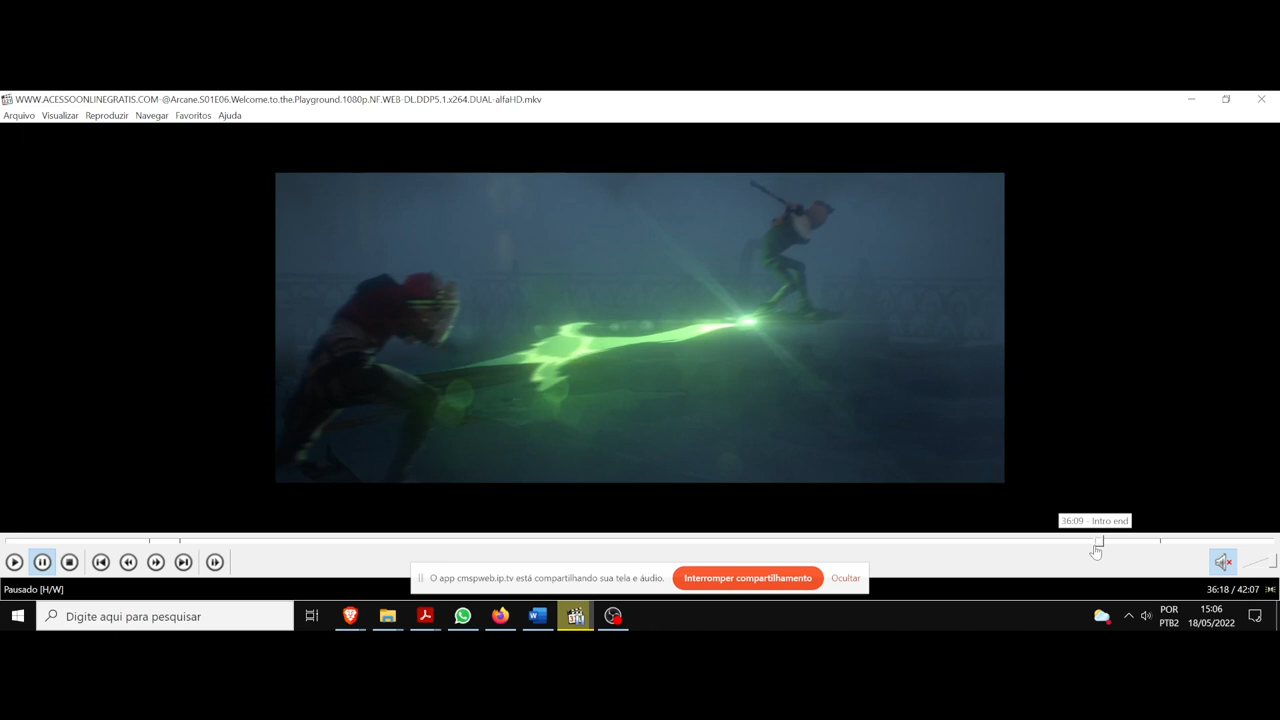 WWW.ACESSOONLINEGRATIS.COM-@Arcane.S01E06.Welcome.to.the.Playground.1080p.NF.WEB-DL.DDP5.1.x264.DUAL-alfaHD.mkv
Arquivo Visualizar Reproduzir Navegar Favoritos Ajuda
36:09 - Intro end
O app cmspweb.ip.tv está compartilhando sua tela e áudio. Interromper compartilhamento Ocultar
Pausado [H/W] 36:18 / 42:07
Digite aqui para pesquisar
POR 15:06
PTB2 18/05/2022